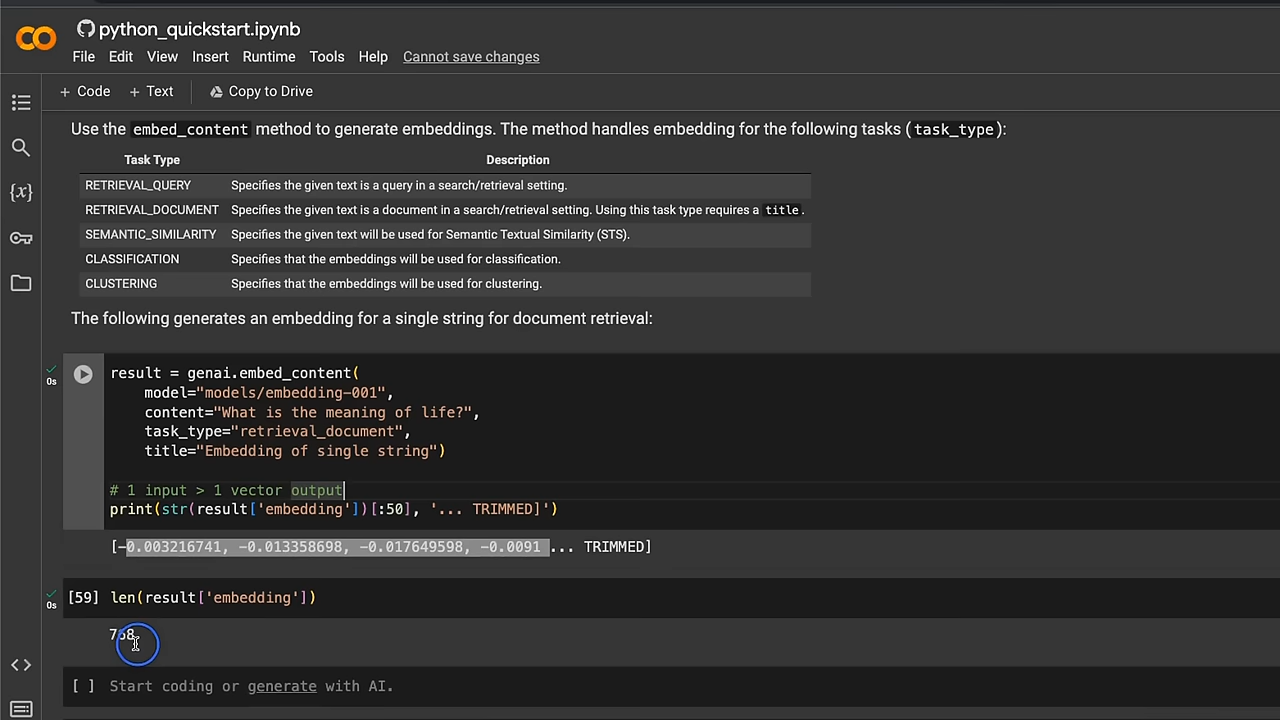 python_quickstart.ipynb
File Edit View Insert Runtime Tools Help Cannot save changes
+ Code + Text Copy to Drive
Use the embed_content method to generate embeddings. The method handles embedding for the following tasks (task_type):
Task Type Description
RETRIEVAL_QUERY Specifies the given text is a query in a search/retrieval setting.
RETRIEVAL_DOCUMENT Specifies the given text is a document in a search/retrieval setting. Using this task type requires a title.
SEMANTIC_SIMILARITY Specifies the given text will be used for Semantic Textual Similarity (STS).
CLASSIFICATION Specifies that the embeddings will be used for classification.
CLUSTERING Specifies that the embeddings will be used for clustering.
The following generates an embedding for a single string for document retrieval:
result = genai.embed_content(
    model="models/embedding-001",
    content="What is the meaning of life?",
    task_type="retrieval_document",
    title="Embedding of single string")
# 1 input > 1 vector output
print(str(result['embedding'])[:50], '... TRIMMED]')
0s
[-0.003216741, -0.013358698, -0.017649598, -0.0091 ... TRIMMED]
[59] len(result['embedding'])
0s
768
[ ] Start coding or generate with AI.